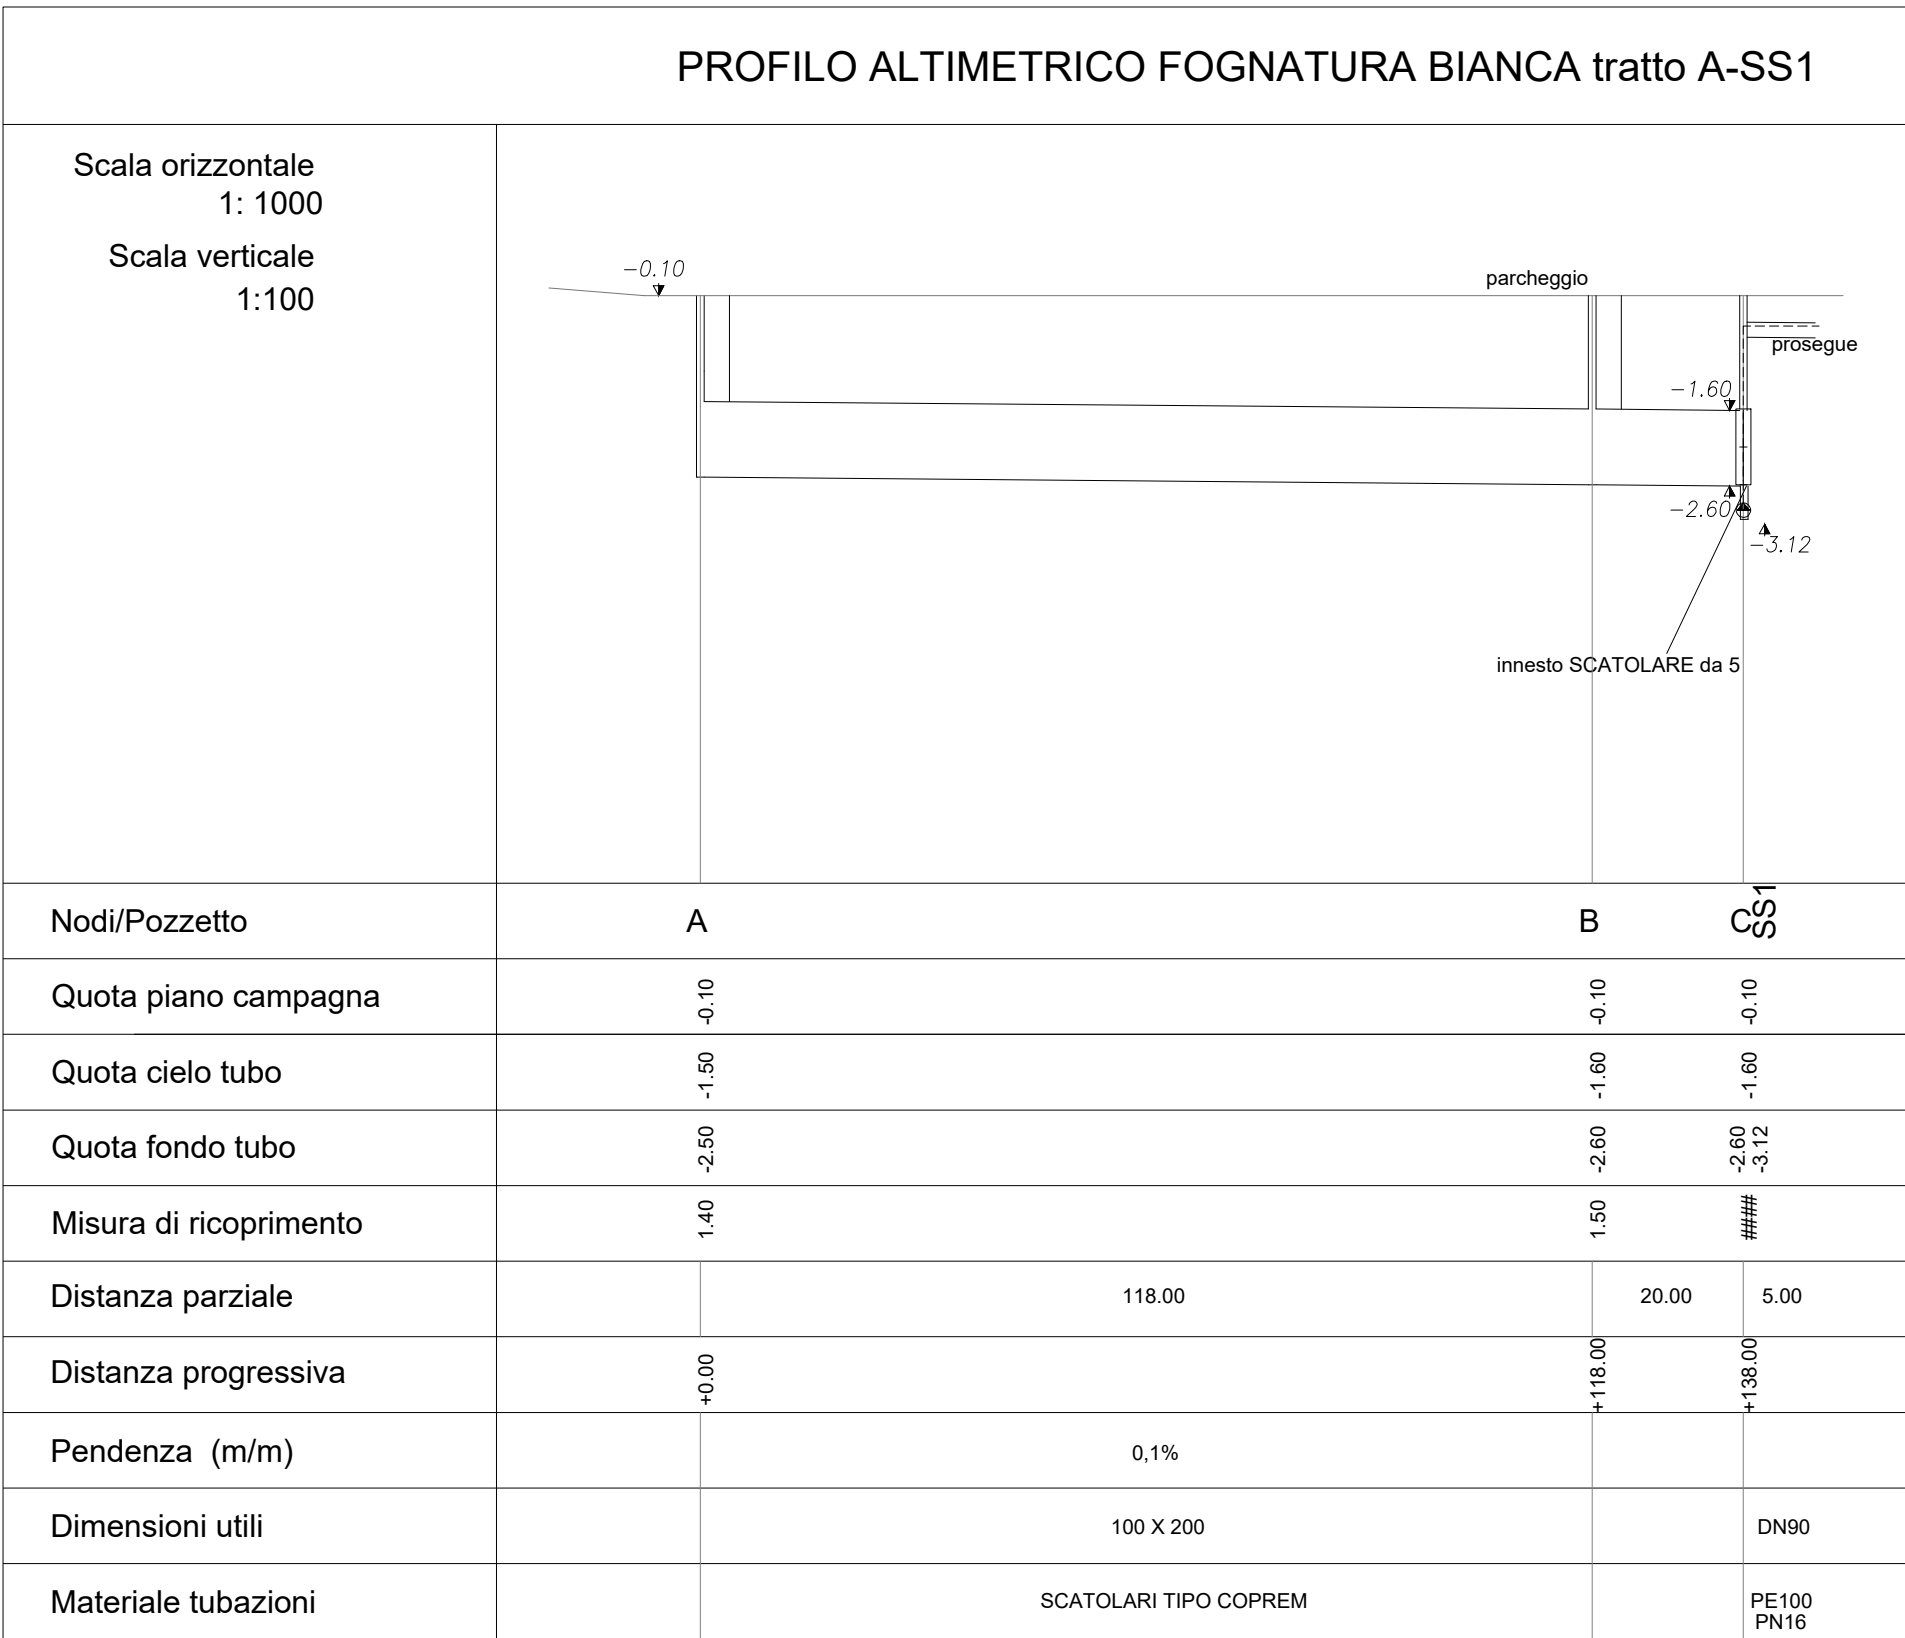 PROFILO ALTIMETRICO FOGNATURA BIANCA tratto A-SS1
Scala orizzontale
1: 1000
Scala verticale
1:100
-0.10
parcheggio
prosegue
-1.60
-2.60
-3.12
innesto SCATOLARE da 5
Nodi/Pozzetto A B C SS1
Quota piano campagna -0.10 -0.10 -0.10
Quota cielo tubo -1.50 -1.60 -1.60
Quota fondo tubo -2.50 -2.60 -2.60 -3.12
Misura di ricoprimento 1.40 1.50 ####
Distanza parziale 118.00 20.00 5.00
Distanza progressiva +0.00 +118.00 +138.00
Pendenza (m/m) 0,1%
Dimensioni utili 100 X 200 DN90
Materiale tubazioni SCATOLARI TIPO COPREM PE100
PN16